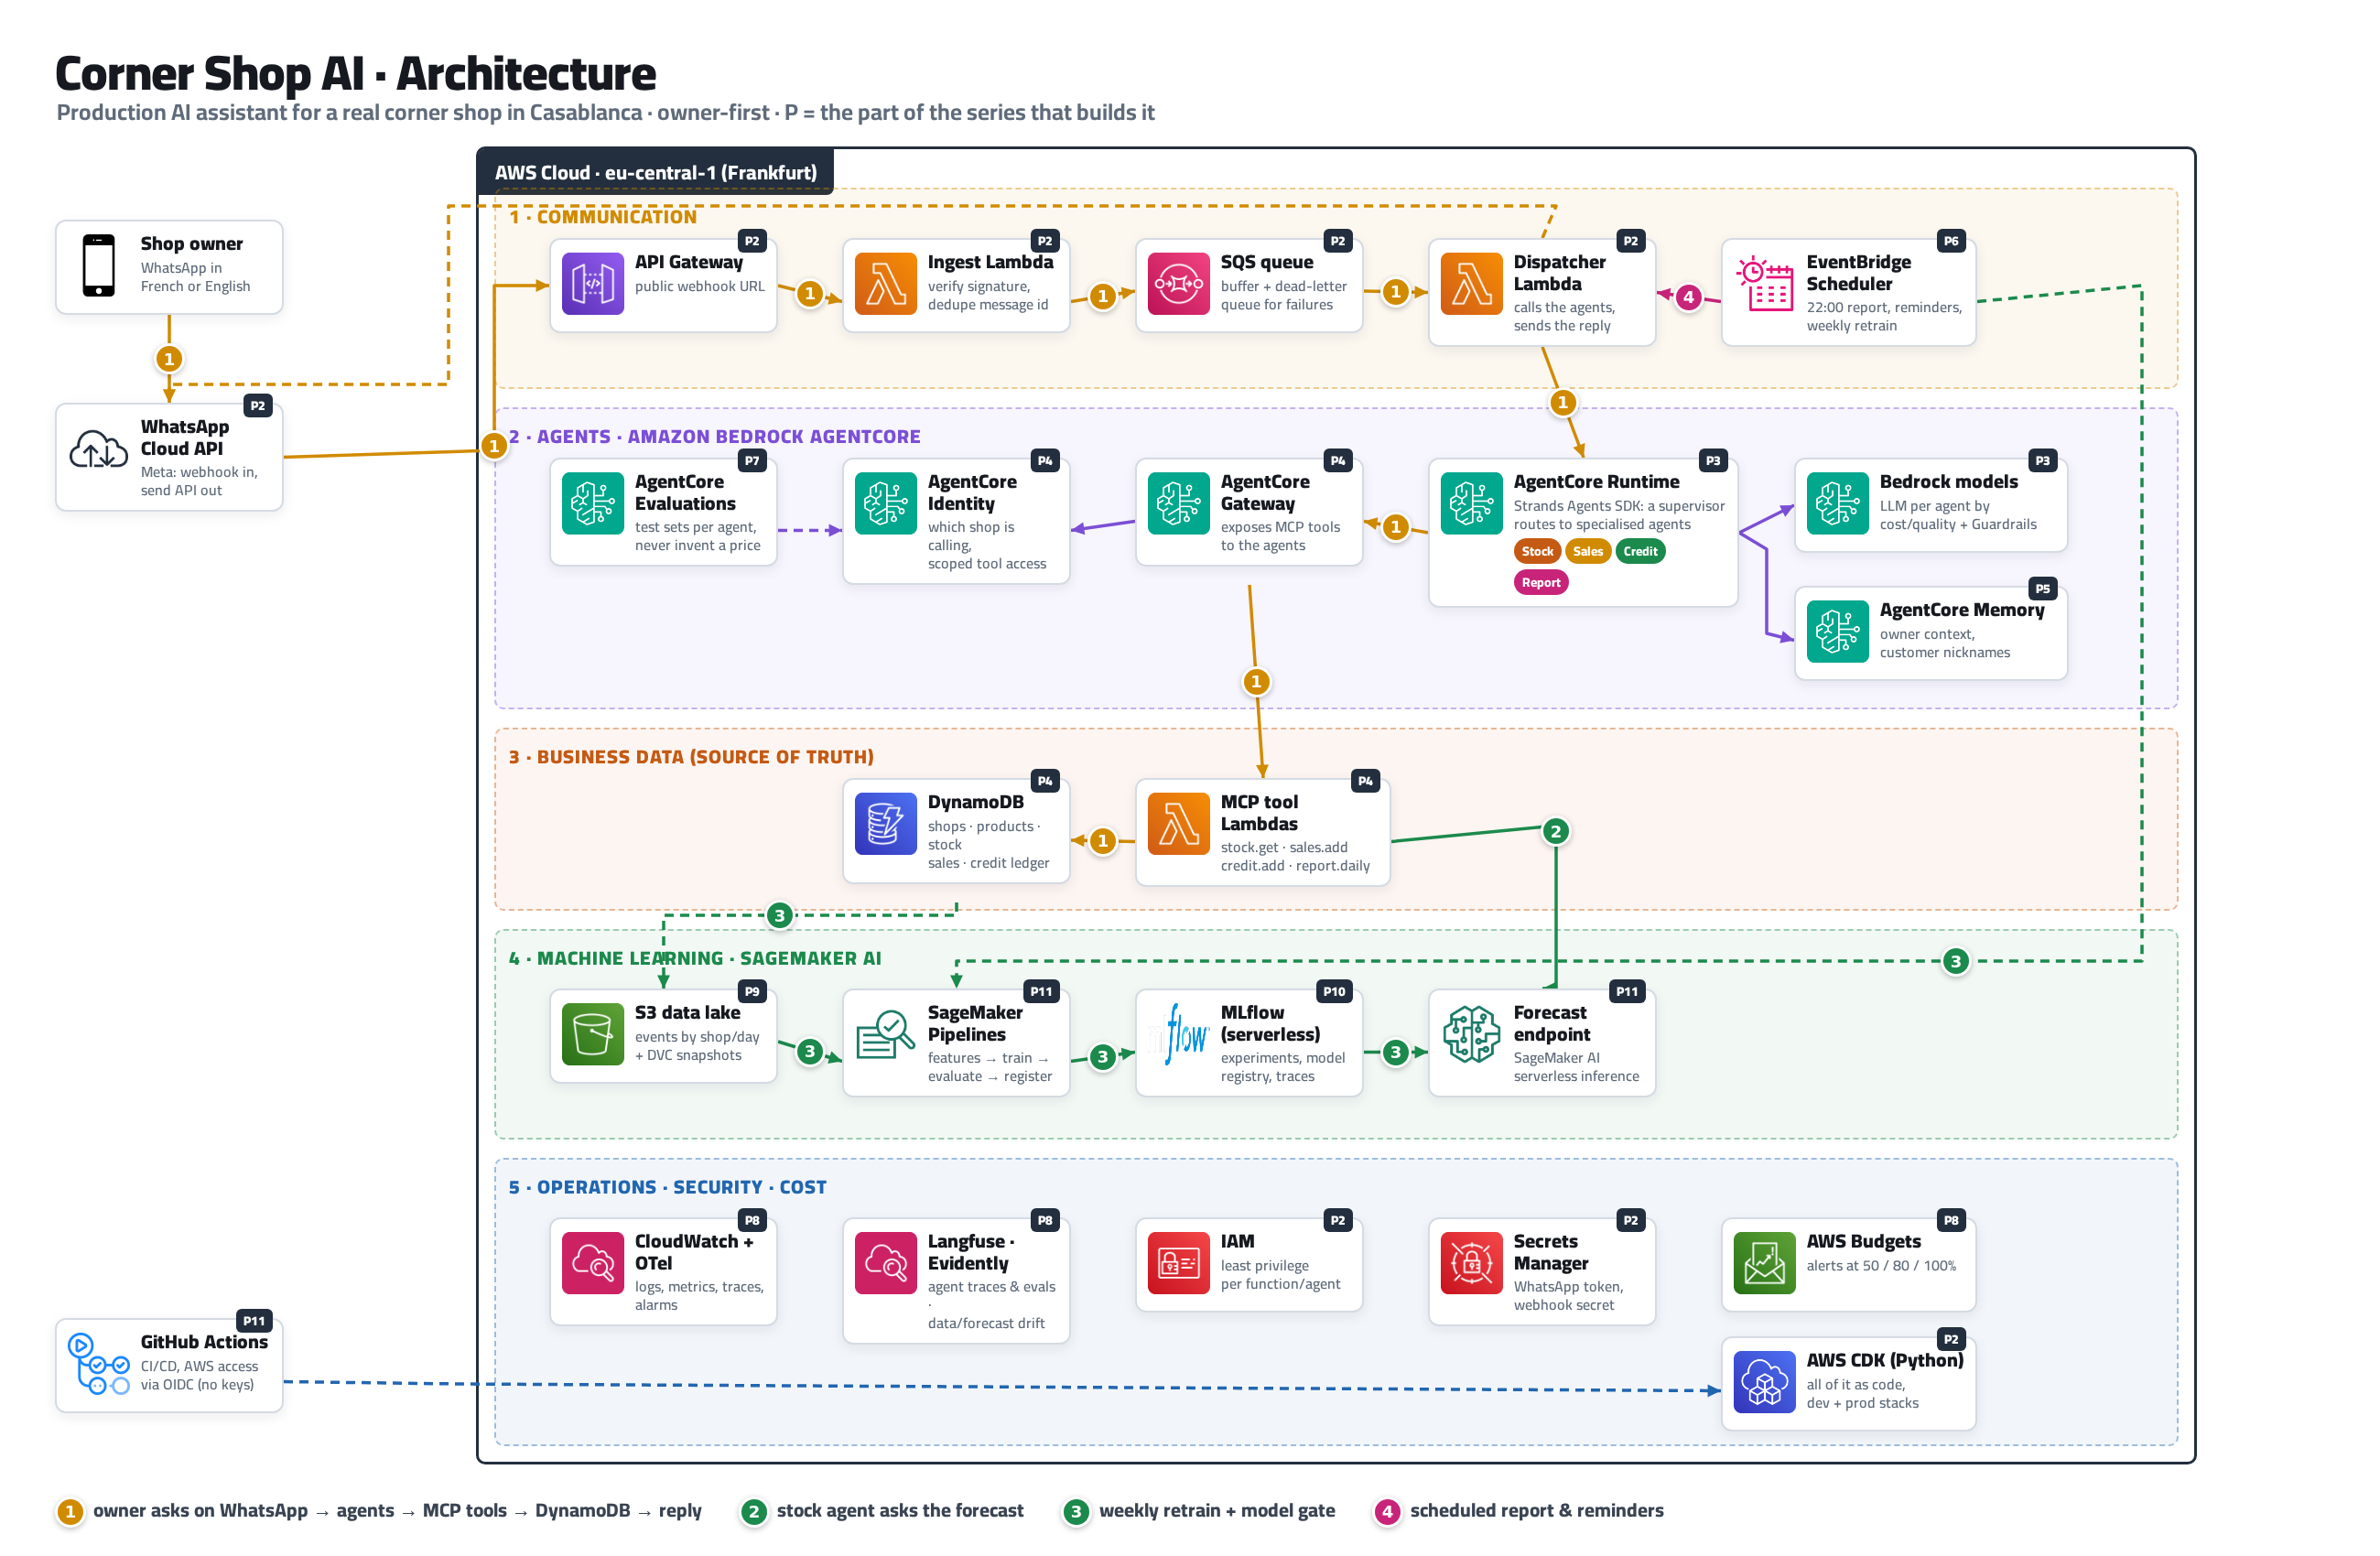 Corner Shop AI · Architecture
Production AI assistant for a real corner shop in Casablanca · owner-first · P = the part of the series that builds it
AWS Cloud · eu-central-1 (Frankfurt)
Shop owner
WhatsApp in
French or English
1
P2
WhatsApp
Cloud API
Meta: webhook in,
send API out
1
1 · COMMUNICATION
P2
API Gateway
public webhook URL
1
P2
Ingest Lambda
verify signature,
dedupe message id
1
P2
SQS queue
buffer + dead-letter
queue for failures
1
P2
Dispatcher
Lambda
calls the agents,
sends the reply
4
P6
EventBridge
Scheduler
22:00 report, reminders,
weekly retrain
1
2 · AGENTS · AMAZON BEDROCK AGENTCORE
P7
AgentCore
Evaluations
test sets per agent,
never invent a price
P4
AgentCore
Identity
which shop is
calling,
scoped tool access
P4
AgentCore
Gateway
exposes MCP tools
to the agents
1
P3
AgentCore Runtime
Strands Agents SDK: a supervisor
routes to specialised agents
Stock Sales Credit
Report
P3
Bedrock models
LLM per agent by
cost/quality + Guardrails
P5
AgentCore Memory
owner context,
customer nicknames
1
3 · BUSINESS DATA (SOURCE OF TRUTH)
P4
DynamoDB
shops · products ·
stock
sales · credit ledger
1
P4
MCP tool
Lambdas
stock.get · sales.add
credit.add · report.daily
2
3
4 · MACHINE LEARNING · SAGEMAKER AI
3
P9
S3 data lake
events by shop/day
+ DVC snapshots
3
P11
SageMaker
Pipelines
features → train →
evaluate → register
3
P10
flow
MLflow
(serverless)
experiments, model
registry, traces
3
P11
Forecast
endpoint
SageMaker AI
serverless inference
5 · OPERATIONS · SECURITY · COST
P8
CloudWatch +
OTel
logs, metrics, traces,
alarms
P8
Langfuse ·
Evidently
agent traces & evals
·
data/forecast drift
P2
IAM
least privilege
per function/agent
P2
Secrets
Manager
WhatsApp token,
webhook secret
P8
AWS Budgets
alerts at 50 / 80 / 100%
P11
GitHub Actions
CI/CD, AWS access
via OIDC (no keys)
P2
AWS CDK (Python)
all of it as code,
dev + prod stacks
1 owner asks on WhatsApp → agents → MCP tools → DynamoDB → reply
2 stock agent asks the forecast
3 weekly retrain + model gate
4 scheduled report & reminders